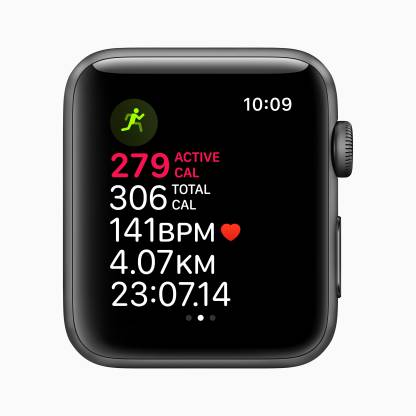 10:09
279 ACTIVE
CAL
306 TOTAL
CAL
141BPM
4.07KM
23:07.14